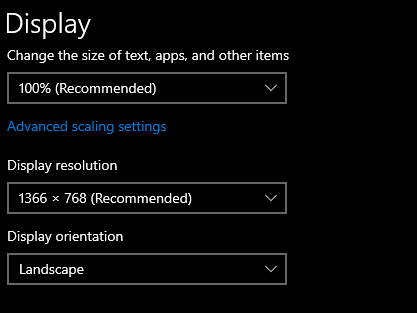 Display
Change the size of text, apps, and other items
100% (Recommended)
Advanced scaling settings
Display resolution
1366 × 768 (Recommended)
Display orientation
Landscape